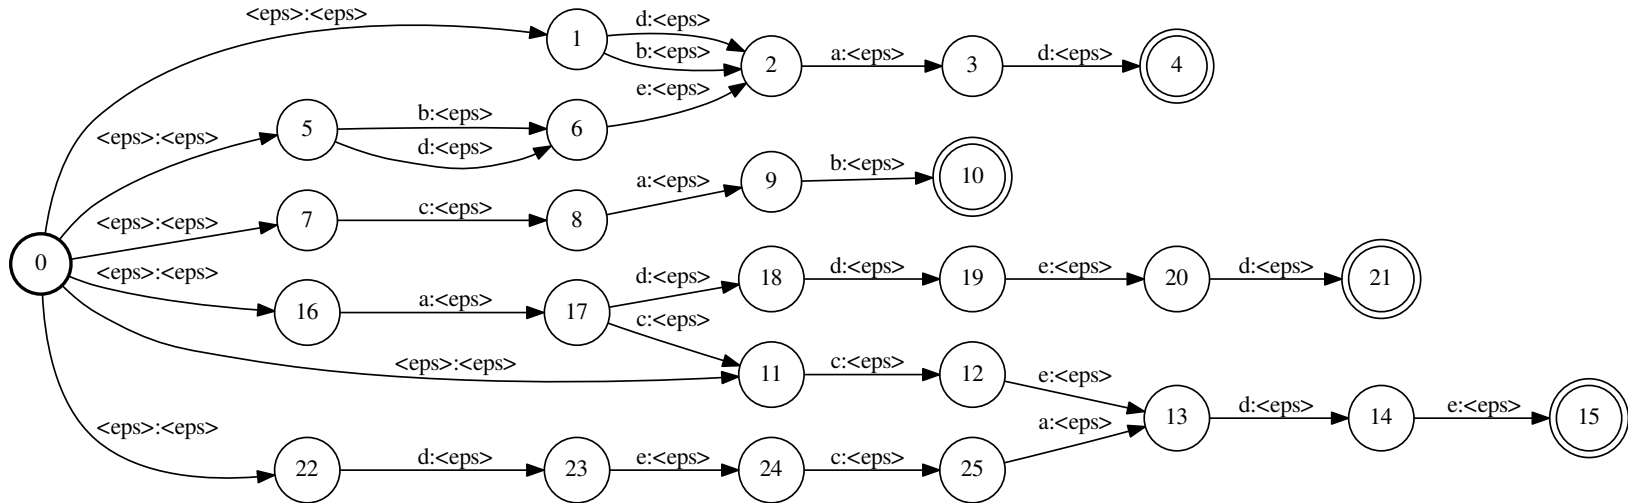 <eps>:<eps>
1
d:<eps>
b:<eps>
2
a:<eps>
3
d:<eps>
4
<eps>:<eps>
5
b:<eps>
d:<eps>
6
e:<eps>
<eps>:<eps>
7
c:<eps>
8
a:<eps>
9
b:<eps>
10
0
<eps>:<eps>
16
a:<eps>
17
d:<eps>
18
d:<eps>
19
e:<eps>
20
d:<eps>
21
c:<eps>
<eps>:<eps>
11
c:<eps>
12
e:<eps>
13
d:<eps>
14
e:<eps>
15
<eps>:<eps>
22
d:<eps>
23
e:<eps>
24
c:<eps>
25
a:<eps>